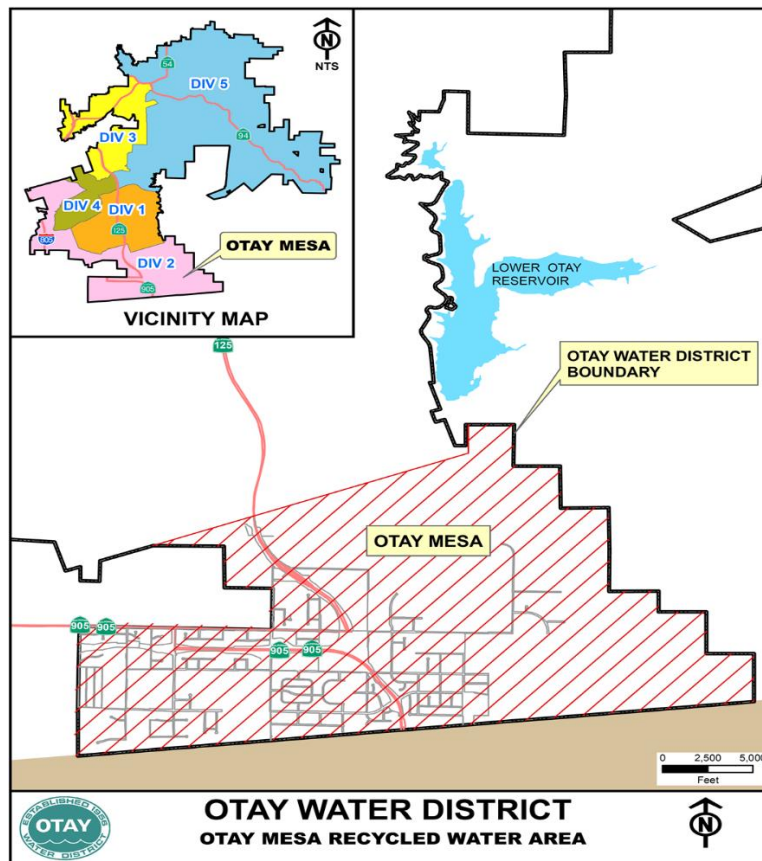 N
NTS
54
DIV 5
94
DIV 3
DIV 4
DIV 1
125
805
OTAY MESA
DIV 2
905
VICINITY MAP
LOWER OTAY
RESERVOIR
125
OTAY WATER DISTRICT
BOUNDARY
OTAY MESA
905 905
905 905
0 2,500 5,000
Feet
ESTABLISHED 1956
OTAY
WATER DISTRICT
OTAY WATER DISTRICT
OTAY MESA RECYCLED WATER AREA
N